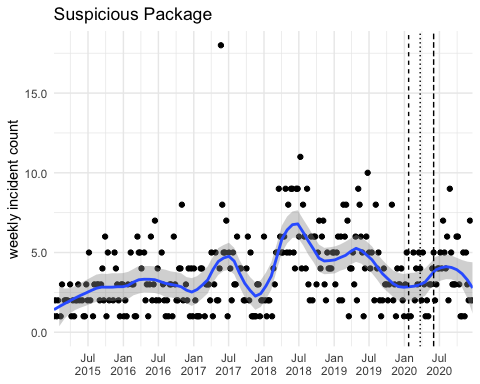 Suspicious Package
weekly incident count
15.0
10.0
5.0
0.0
Jul Jan Jul Jan Jul Jan Jul Jan Jul Jan Jul
2015 2016 2016 2017 2017 2018 2018 2019 2019 2020 2020